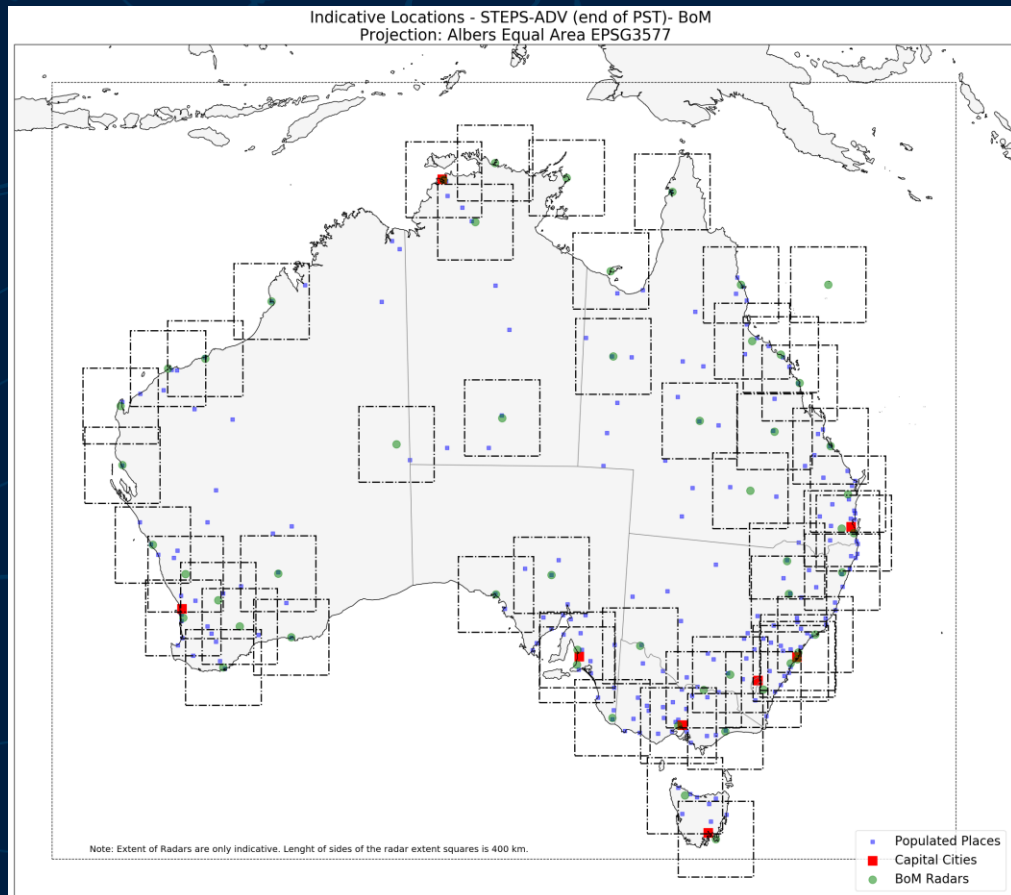 Indicative Locations - STEPS-ADV (end of PST)- BoM
Projection: Albers Equal Area EPSG3577
Note: Extent of Radars are only indicative. Lenght of sides of the radar extent squares is 400 km.
Populated Places
Capital Cities
BoM Radars